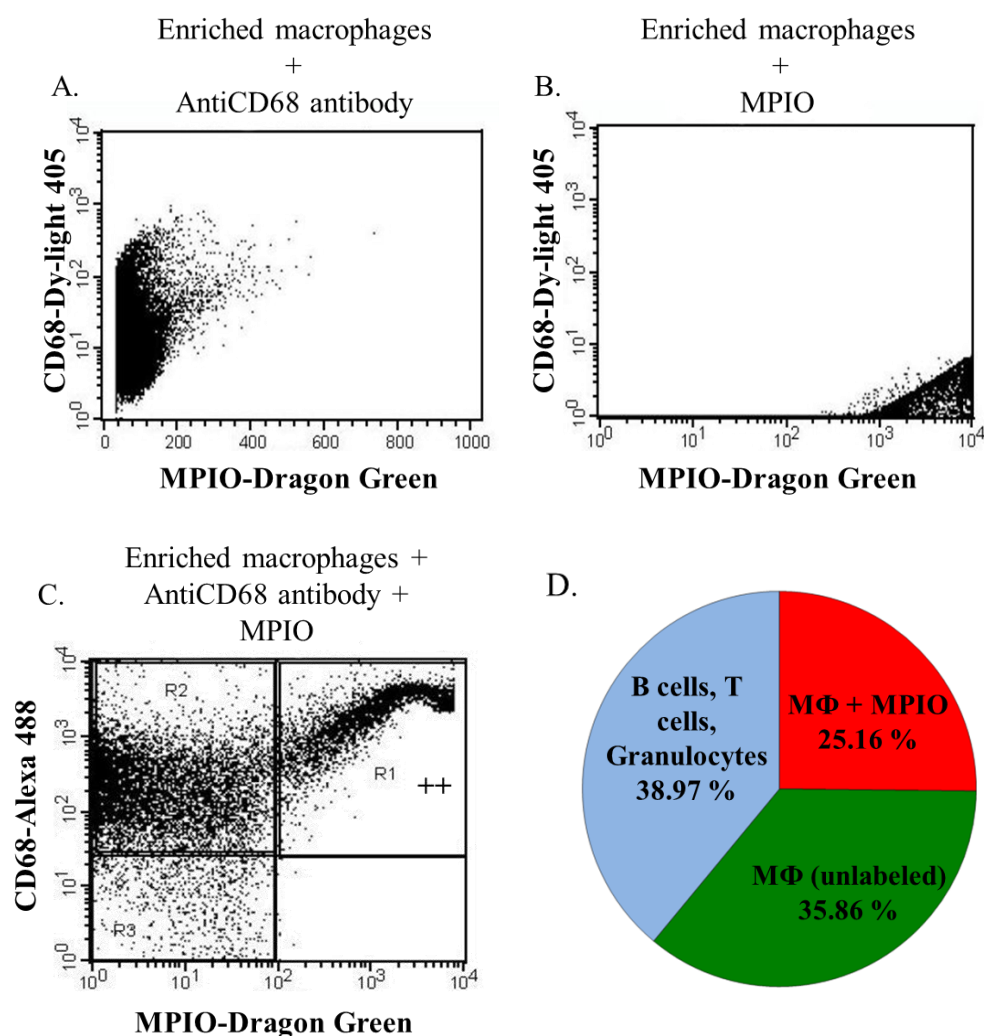 Enriched macrophages
+
AntiCD68 antibody
A.
CD68-Dy-light 405
10^4
10^3
10^2
10^1
10^0
0 200 400 600 800 1000
MPIO-Dragon Green
Enriched macrophages
+
MPIO
B.
CD68-Dy-light 405
10^4
10^3
10^2
10^1
10^0
10^0 10^1 10^2 10^3 10^4
MPIO-Dragon Green
Enriched macrophages +
AntiCD68 antibody +
MPIO
C.
CD68-Alexa 488
10^4
10^3
10^2
10^1
10^0
R2
R1
++
R3
10^0 10^1 10^2 10^3 10^4
MPIO-Dragon Green
D.
B cells, T
cells,
Granulocytes
38.97 %
MΦ + MPIO
25.16 %
MΦ (unlabeled)
35.86 %